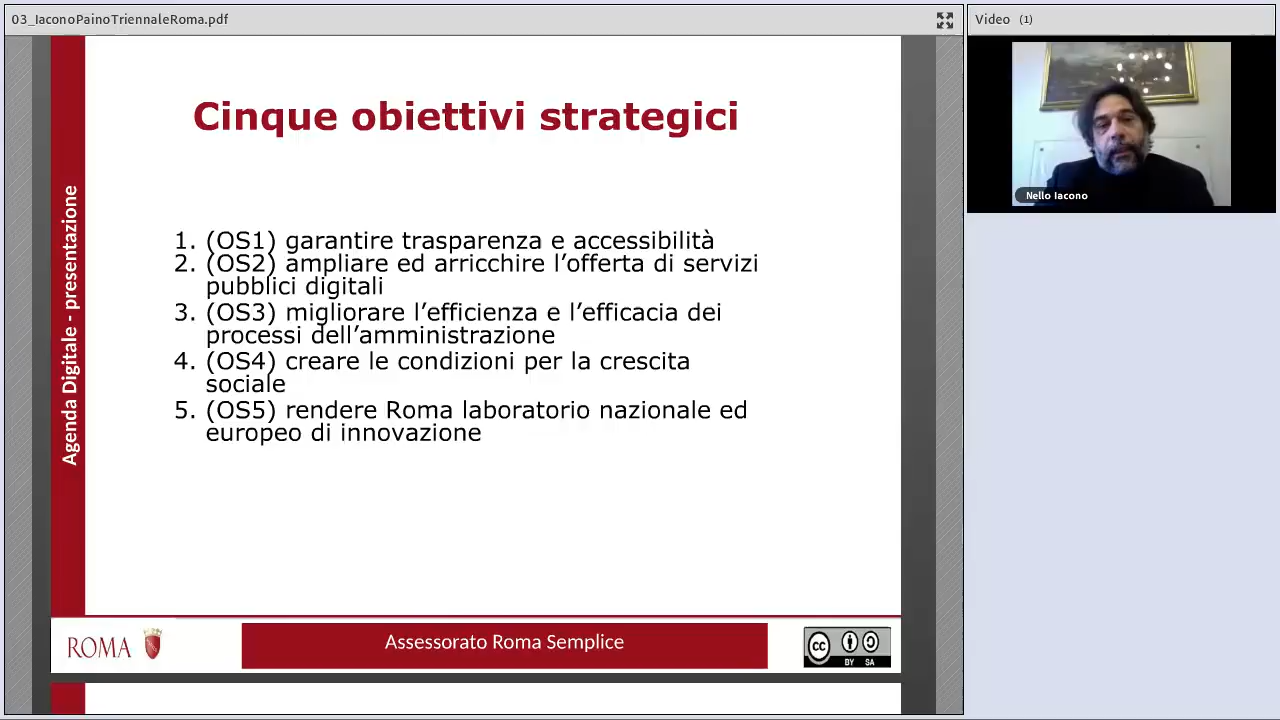 03_IaconoPainoTriennaleRoma.pdf
Video (1)
Nello Iacono
Agenda Digitale - presentazione
Cinque obiettivi strategici
1. (OS1) garantire trasparenza e accessibilità
2. (OS2) ampliare ed arricchire l’offerta di servizi
pubblici digitali
3. (OS3) migliorare l’efficienza e l’efficacia dei
processi dell’amministrazione
4. (OS4) creare le condizioni per la crescita
sociale
5. (OS5) rendere Roma laboratorio nazionale ed
europeo di innovazione
ROMA
Assessorato Roma Semplice
cc
BY SA